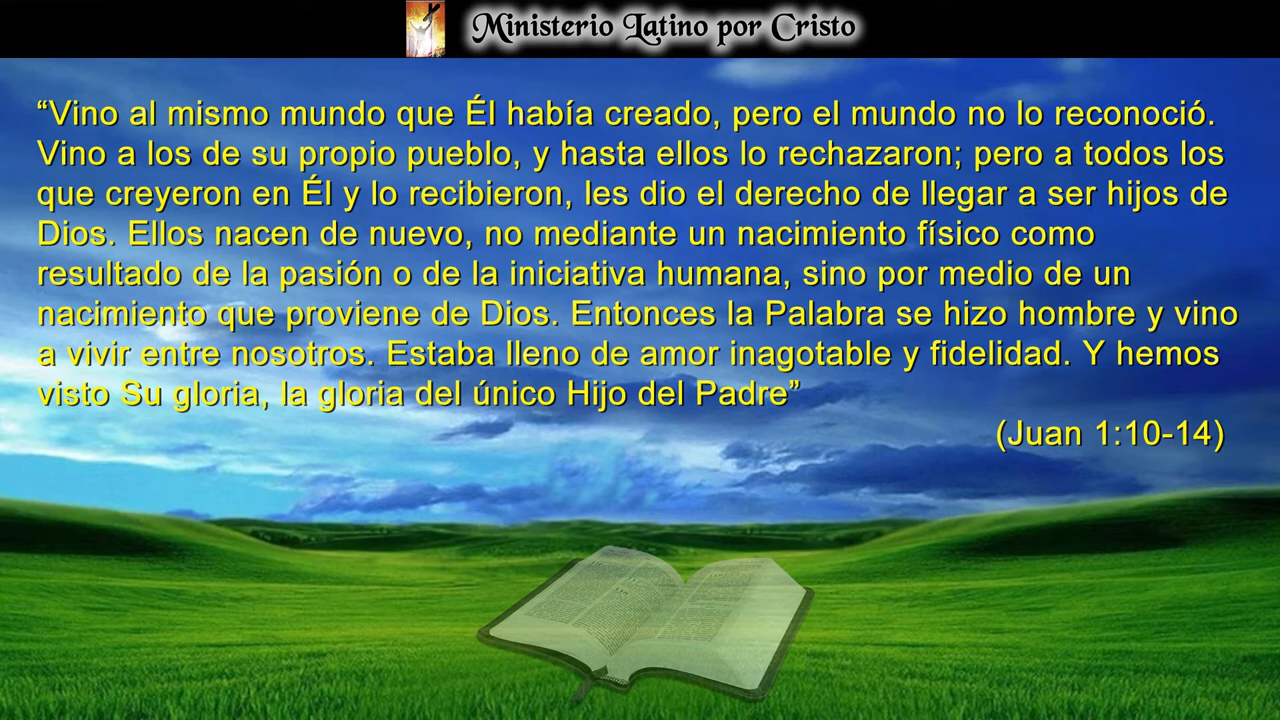 Ministerio Latino por Cristo
“Vino al mismo mundo que Él había creado, pero el mundo no lo reconoció.
Vino a los de su propio pueblo, y hasta ellos lo rechazaron; pero a todos los
que creyeron en Él y lo recibieron, les dio el derecho de llegar a ser hijos de
Dios. Ellos nacen de nuevo, no mediante un nacimiento físico como
resultado de la pasión o de la iniciativa humana, sino por medio de un
nacimiento que proviene de Dios. Entonces la Palabra se hizo hombre y vino
a vivir entre nosotros. Estaba lleno de amor inagotable y fidelidad. Y hemos
visto Su gloria, la gloria del único Hijo del Padre”
(Juan 1:10-14)